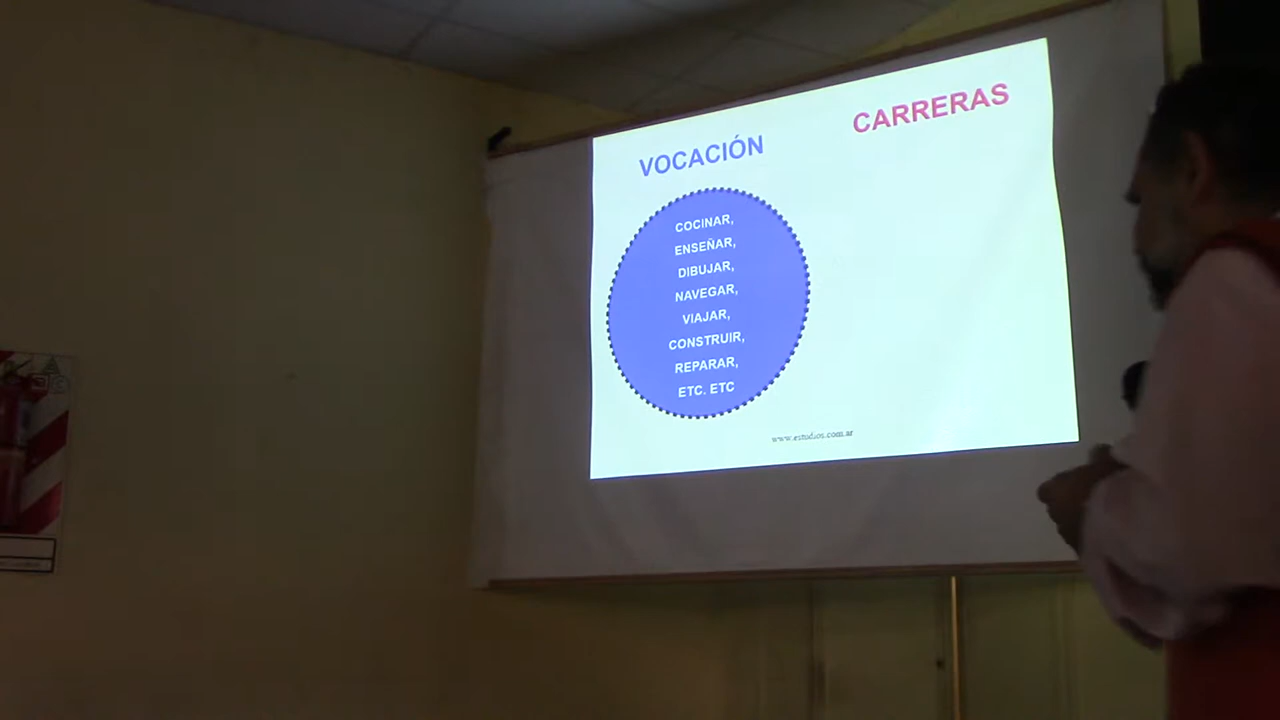 VOCACIÓN
CARRERAS
COCINAR,
ENSEÑAR,
DIBUJAR,
NAVEGAR,
VIAJAR,
CONSTRUIR,
REPARAR,
ETC. ETC
www.estudios.com.ar